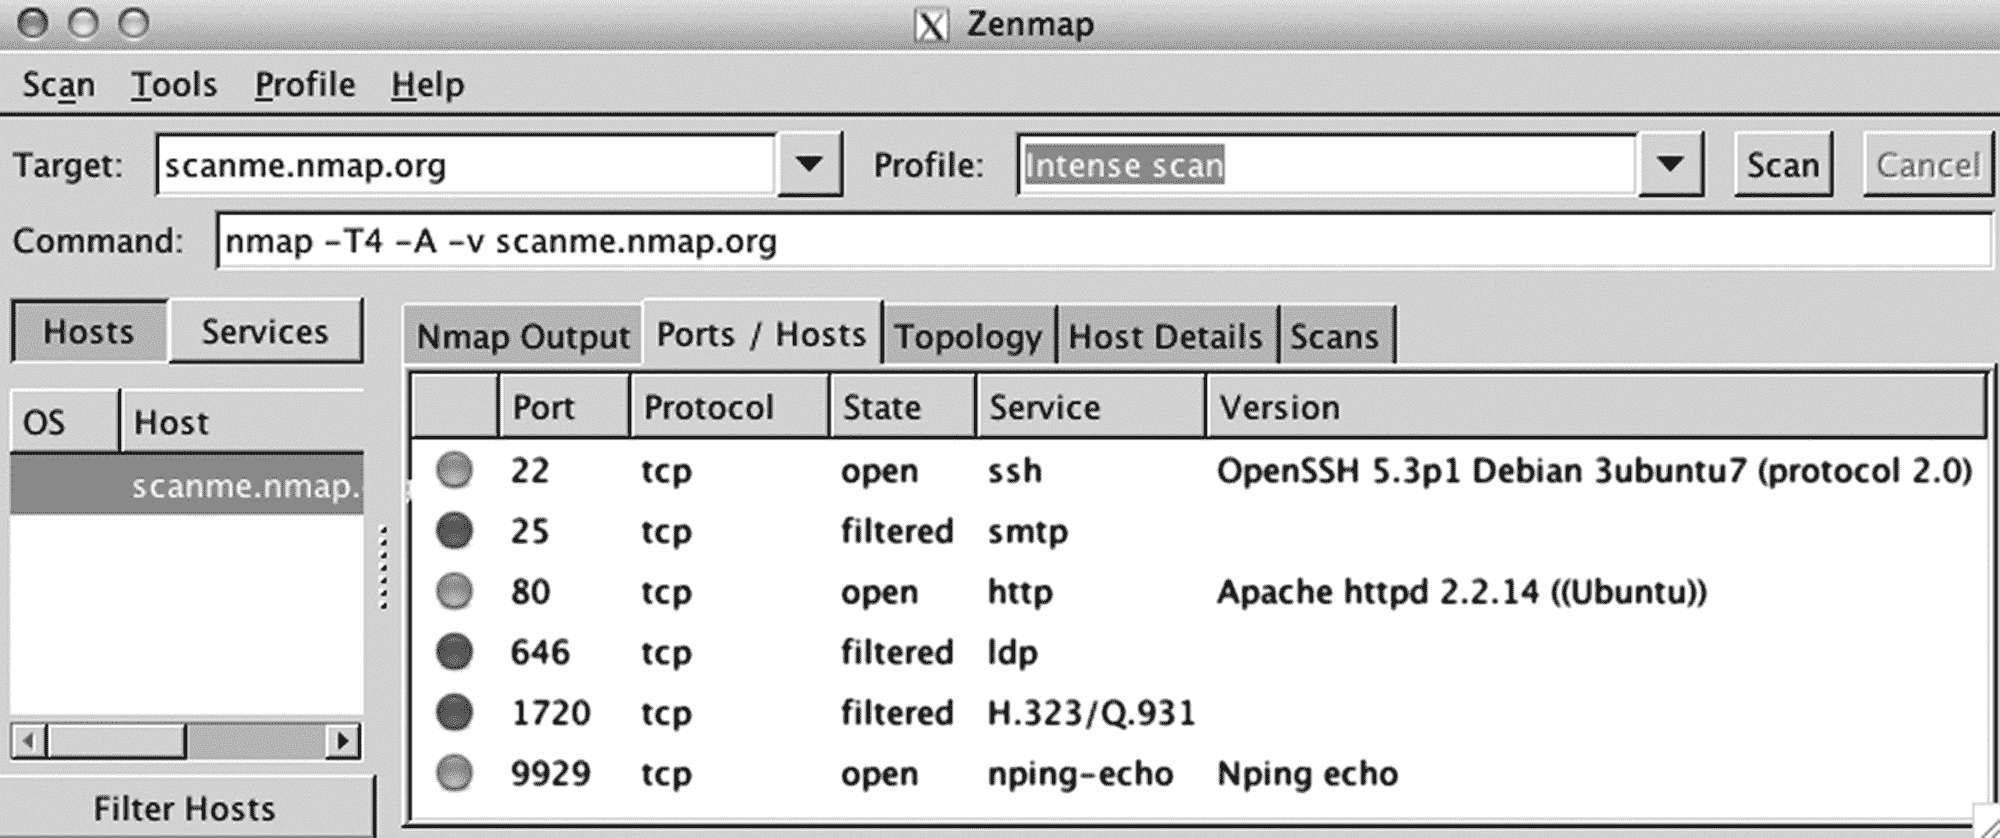 Zenmap
Scan Tools Profile Help
Target: scanme.nmap.org Profile: Intense scan Scan Cancel
Command: nmap -T4 -A -v scanme.nmap.org
Hosts Services
Nmap Output Ports / Hosts Topology Host Details Scans
OS Host
scanme.nmap.
Port Protocol State Service Version
22 tcp open ssh OpenSSH 5.3p1 Debian 3ubuntu7 (protocol 2.0)
25 tcp filtered smtp
80 tcp open http Apache httpd 2.2.14 ((Ubuntu))
646 tcp filtered ldp
1720 tcp filtered H.323/Q.931
9929 tcp open nping-echo Nping echo
Filter Hosts